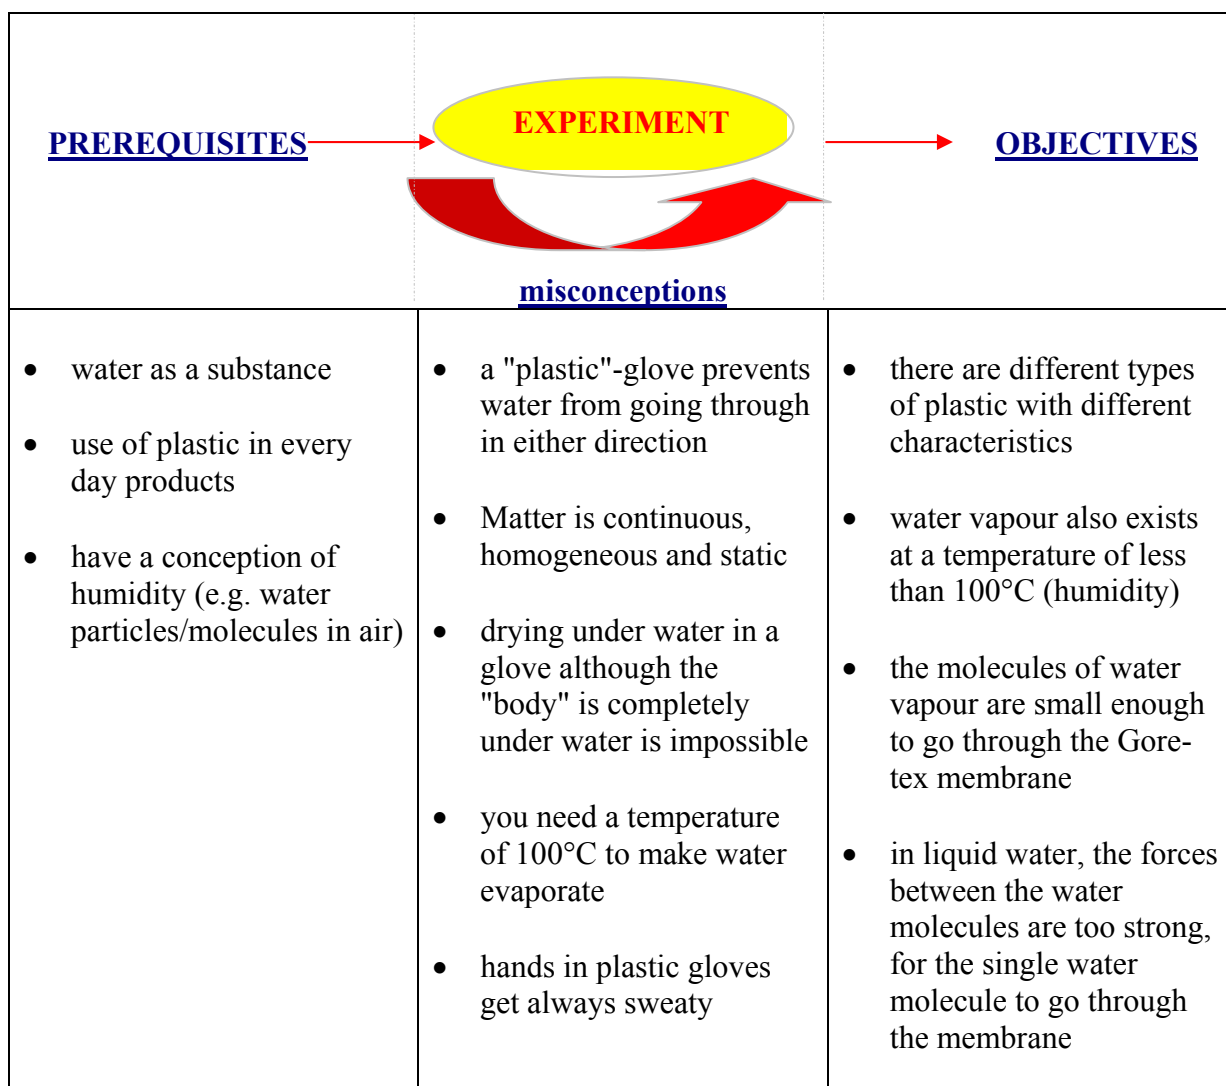 PREREQUISITES
EXPERIMENT
OBJECTIVES
misconceptions
• water as a substance
• use of plastic in every
day products
• have a conception of
humidity (e.g. water
particles/molecules in air)
• a "plastic"-glove prevents
water from going through
in either direction
• Matter is continuous,
homogeneous and static
• drying under water in a
glove although the
"body" is completely
under water is impossible
• you need a temperature
of 100°C to make water
evaporate
• hands in plastic gloves
get always sweaty
• there are different types
of plastic with different
characteristics
• water vapour also exists
at a temperature of less
than 100°C (humidity)
• the molecules of water
vapour are small enough
to go through the Gore-
tex membrane
• in liquid water, the forces
between the water
molecules are too strong,
for the single water
molecule to go through
the membrane